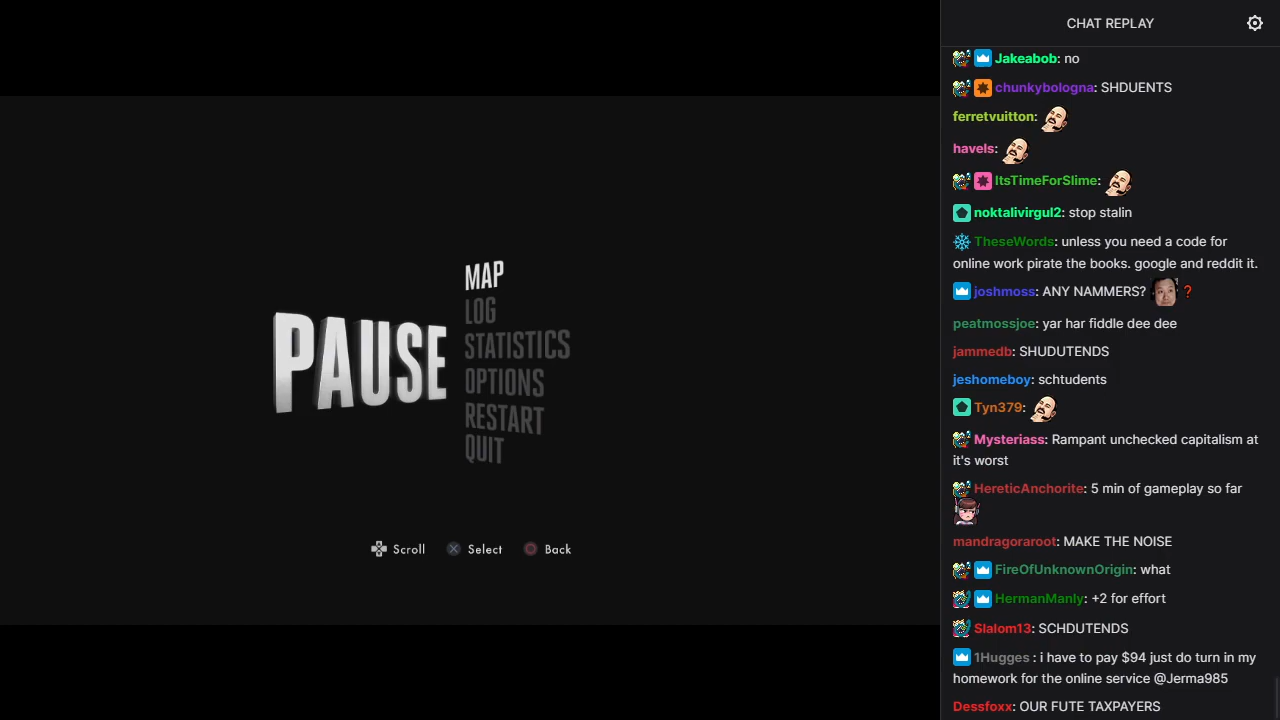 PAUSE
MAP
LOG
STATISTICS
OPTIONS
RESTART
QUIT
Scroll Select Back
CHAT REPLAY
Jakeabob: no
chunkybologna: SHDUENTS
ferretvuitton:
havels:
ItsTimeForSlime:
noktalivirgul2: stop stalin
TheseWords: unless you need a code for
online work pirate the books. google and reddit it.
joshmoss: ANY NAMMERS? ?
peatmossjoe: yar har fiddle dee dee
jammedb: SHUDUTENDS
jeshomeboy: schtudents
Tyn379:
Mysteriass: Rampant unchecked capitalism at
it's worst
HereticAnchorite: 5 min of gameplay so far
mandragoraroot: MAKE THE NOISE
FireOfUnknownOrigin: what
HermanManly: +2 for effort
Slalom13: SCHDUTENDS
1Hugges : i have to pay $94 just do turn in my
homework for the online service @Jerma985
Dessfoxx: OUR FUTE TAXPAYERS